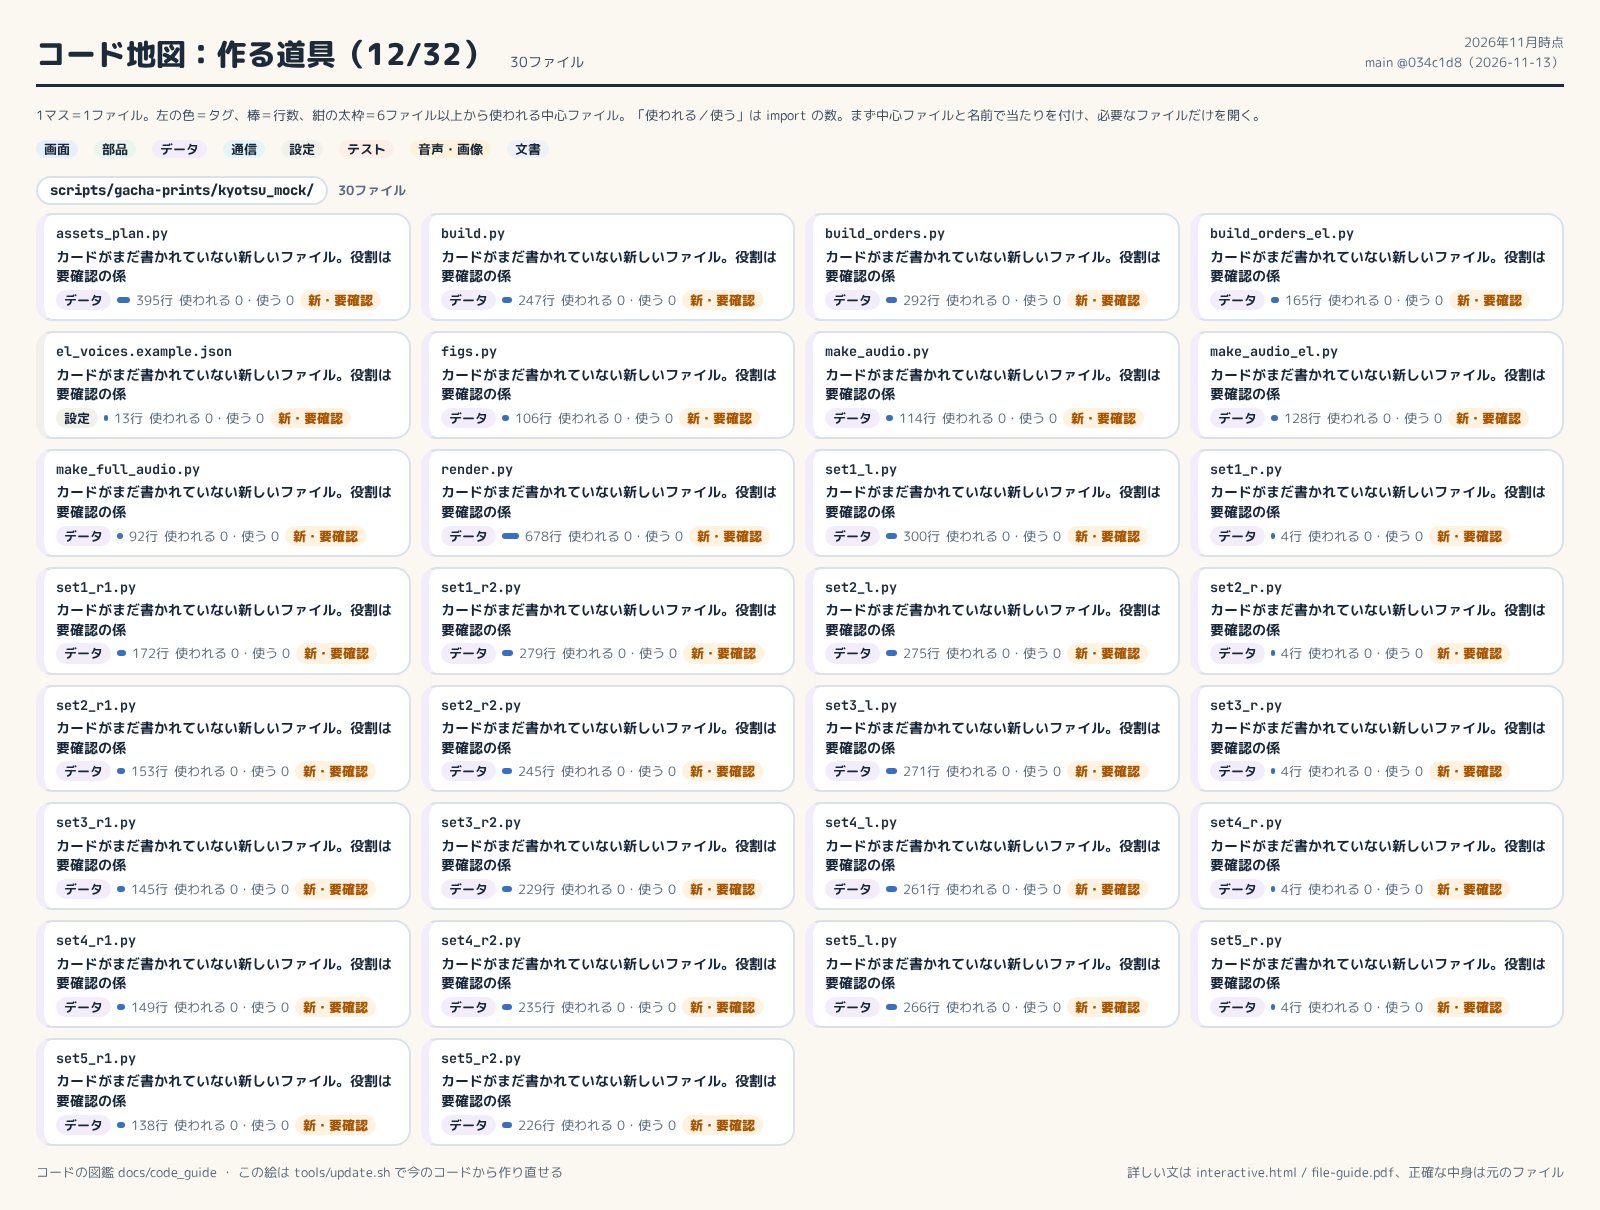 コード地図：作る道具（12/32） 30ファイル
2026年11月時点
main @034c1d8（2026-11-13）
1マス＝1ファイル。左の色＝タグ、棒＝行数、紺の太枠＝6ファイル以上から使われる中心ファイル。「使われる／使う」は import の数。まず中心ファイルと名前で当たりを付け、必要なファイルだけを開く。
画面 部品 データ 通信 設定 テスト 音声・画像 文書
scripts/gacha-prints/kyotsu_mock/ 30ファイル
assets_plan.py
カードがまだ書かれていない新しいファイル。役割は
要確認の係
データ 395行 使われる 0 · 使う 0 新・要確認
build.py
カードがまだ書かれていない新しいファイル。役割は
要確認の係
データ 247行 使われる 0 · 使う 0 新・要確認
build_orders.py
カードがまだ書かれていない新しいファイル。役割は
要確認の係
データ 292行 使われる 0 · 使う 0 新・要確認
build_orders_el.py
カードがまだ書かれていない新しいファイル。役割は
要確認の係
データ 165行 使われる 0 · 使う 0 新・要確認
el_voices.example.json
カードがまだ書かれていない新しいファイル。役割は
要確認の係
設定 13行 使われる 0 · 使う 0 新・要確認
figs.py
カードがまだ書かれていない新しいファイル。役割は
要確認の係
データ 106行 使われる 0 · 使う 0 新・要確認
make_audio.py
カードがまだ書かれていない新しいファイル。役割は
要確認の係
データ 114行 使われる 0 · 使う 0 新・要確認
make_audio_el.py
カードがまだ書かれていない新しいファイル。役割は
要確認の係
データ 128行 使われる 0 · 使う 0 新・要確認
make_full_audio.py
カードがまだ書かれていない新しいファイル。役割は
要確認の係
データ 92行 使われる 0 · 使う 0 新・要確認
render.py
カードがまだ書かれていない新しいファイル。役割は
要確認の係
データ 678行 使われる 0 · 使う 0 新・要確認
set1_l.py
カードがまだ書かれていない新しいファイル。役割は
要確認の係
データ 300行 使われる 0 · 使う 0 新・要確認
set1_r.py
カードがまだ書かれていない新しいファイル。役割は
要確認の係
データ 4行 使われる 0 · 使う 0 新・要確認
set1_r1.py
カードがまだ書かれていない新しいファイル。役割は
要確認の係
データ 172行 使われる 0 · 使う 0 新・要確認
set1_r2.py
カードがまだ書かれていない新しいファイル。役割は
要確認の係
データ 279行 使われる 0 · 使う 0 新・要確認
set2_l.py
カードがまだ書かれていない新しいファイル。役割は
要確認の係
データ 275行 使われる 0 · 使う 0 新・要確認
set2_r.py
カードがまだ書かれていない新しいファイル。役割は
要確認の係
データ 4行 使われる 0 · 使う 0 新・要確認
set2_r1.py
カードがまだ書かれていない新しいファイル。役割は
要確認の係
データ 153行 使われる 0 · 使う 0 新・要確認
set2_r2.py
カードがまだ書かれていない新しいファイル。役割は
要確認の係
データ 245行 使われる 0 · 使う 0 新・要確認
set3_l.py
カードがまだ書かれていない新しいファイル。役割は
要確認の係
データ 271行 使われる 0 · 使う 0 新・要確認
set3_r.py
カードがまだ書かれていない新しいファイル。役割は
要確認の係
データ 4行 使われる 0 · 使う 0 新・要確認
set3_r1.py
カードがまだ書かれていない新しいファイル。役割は
要確認の係
データ 145行 使われる 0 · 使う 0 新・要確認
set3_r2.py
カードがまだ書かれていない新しいファイル。役割は
要確認の係
データ 229行 使われる 0 · 使う 0 新・要確認
set4_l.py
カードがまだ書かれていない新しいファイル。役割は
要確認の係
データ 261行 使われる 0 · 使う 0 新・要確認
set4_r.py
カードがまだ書かれていない新しいファイル。役割は
要確認の係
データ 4行 使われる 0 · 使う 0 新・要確認
set4_r1.py
カードがまだ書かれていない新しいファイル。役割は
要確認の係
データ 149行 使われる 0 · 使う 0 新・要確認
set4_r2.py
カードがまだ書かれていない新しいファイル。役割は
要確認の係
データ 235行 使われる 0 · 使う 0 新・要確認
set5_l.py
カードがまだ書かれていない新しいファイル。役割は
要確認の係
データ 266行 使われる 0 · 使う 0 新・要確認
set5_r.py
カードがまだ書かれていない新しいファイル。役割は
要確認の係
データ 4行 使われる 0 · 使う 0 新・要確認
set5_r1.py
カードがまだ書かれていない新しいファイル。役割は
要確認の係
データ 138行 使われる 0 · 使う 0 新・要確認
set5_r2.py
カードがまだ書かれていない新しいファイル。役割は
要確認の係
データ 226行 使われる 0 · 使う 0 新・要確認
コードの図鑑 docs/code_guide · この絵は tools/update.sh で今のコードから作り直せる
詳しい文は interactive.html / file-guide.pdf、正確な中身は元のファイル